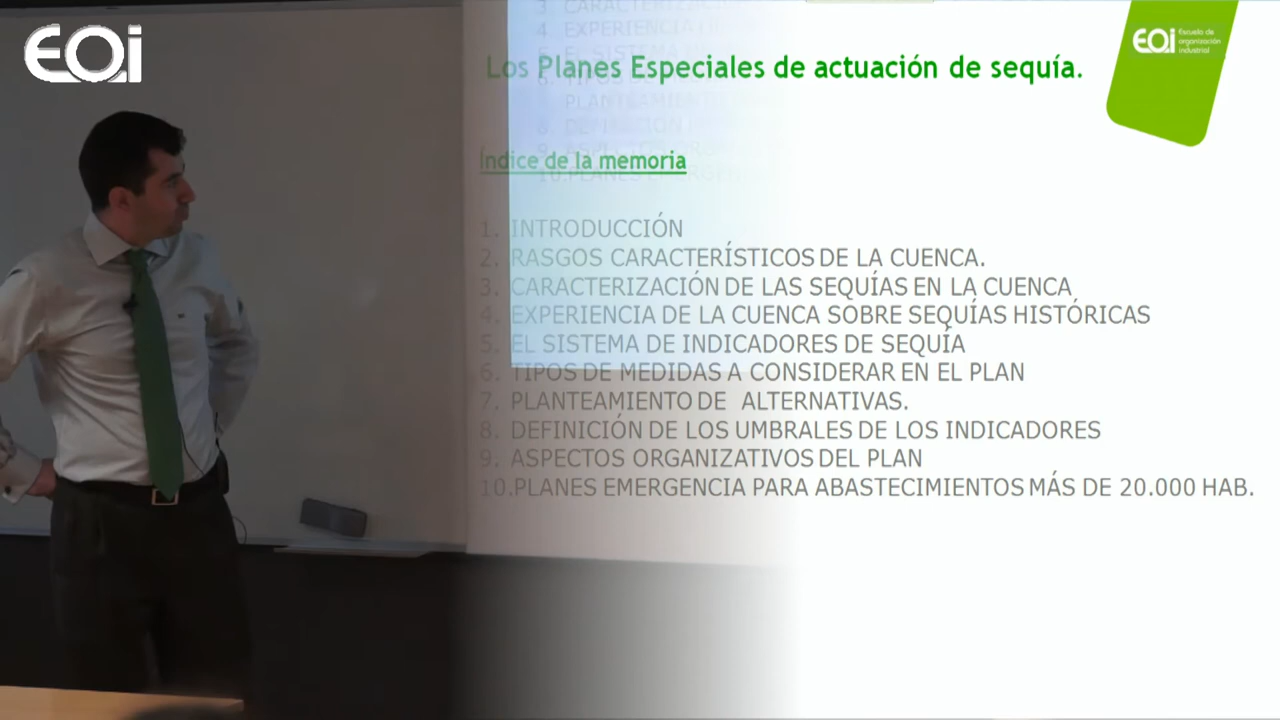 EOi
EOi Escuela de
organización
industrial
Los Planes Especiales de actuación de sequía.
Índice de la memoria
1. INTRODUCCIÓN
2. RASGOS CARACTERÍSTICOS DE LA CUENCA.
3. CARACTERIZACIÓN DE LAS SEQUÍAS EN LA CUENCA
4. EXPERIENCIA DE LA CUENCA SOBRE SEQUÍAS HISTÓRICAS
5. EL SISTEMA DE INDICADORES DE SEQUÍA
6. TIPOS DE MEDIDAS A CONSIDERAR EN EL PLAN
7. PLANTEAMIENTO DE ALTERNATIVAS.
8. DEFINICIÓN DE LOS UMBRALES DE LOS INDICADORES
9. ASPECTOS ORGANIZATIVOS DEL PLAN
10.PLANES EMERGENCIA PARA ABASTECIMIENTOS MÁS DE 20.000 HAB.